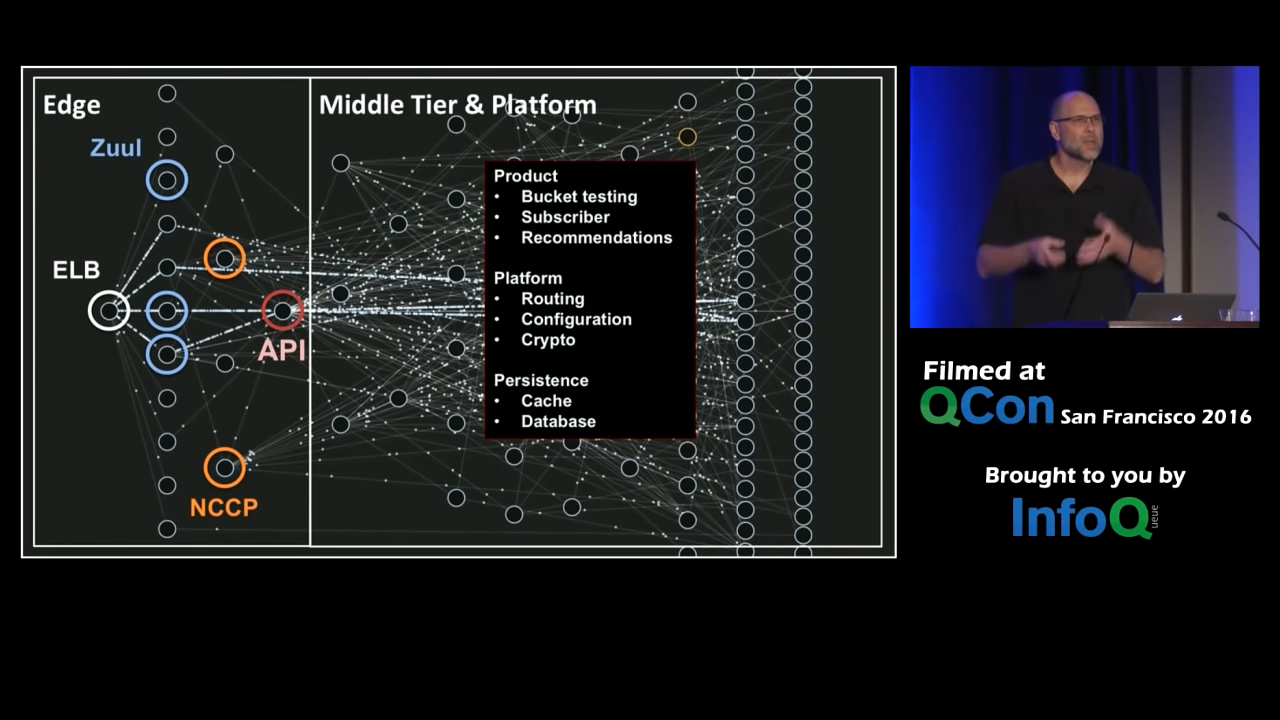 Edge
Middle Tier & Platform
Zuul
ELB
API
NCCP
Product
• Bucket testing
• Subscriber
• Recommendations
Platform
• Routing
• Configuration
• Crypto
Persistence
• Cache
• Database
Filmed at
QCon San Francisco 2016
Brought to you by
InfoQ
ueue